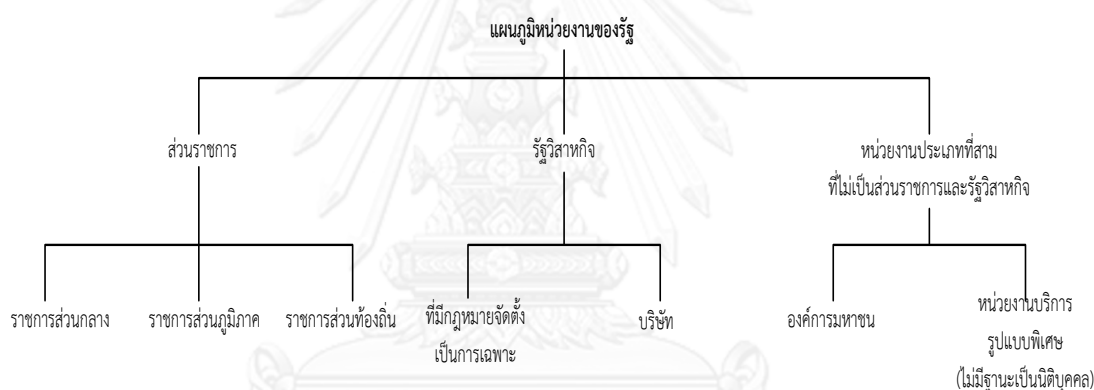 แผนภูมิหน่วยงานของรัฐ
ส่วนราชการ
รัฐวิสาหกิจ
หน่วยงานประเภทที่สาม
ที่ไม่เป็นส่วนราชการและรัฐวิสาหกิจ
ราชการส่วนกลาง
ราชการส่วนภูมิภาค
ราชการส่วนท้องถิ่น
ที่มีกฎหมายจัดตั้ง
เป็นการเฉพาะ
บริษัท
องค์การมหาชน
หน่วยงานบริการ
รูปแบบพิเศษ
(ไม่มีฐานะเป็นนิติบุคคล)